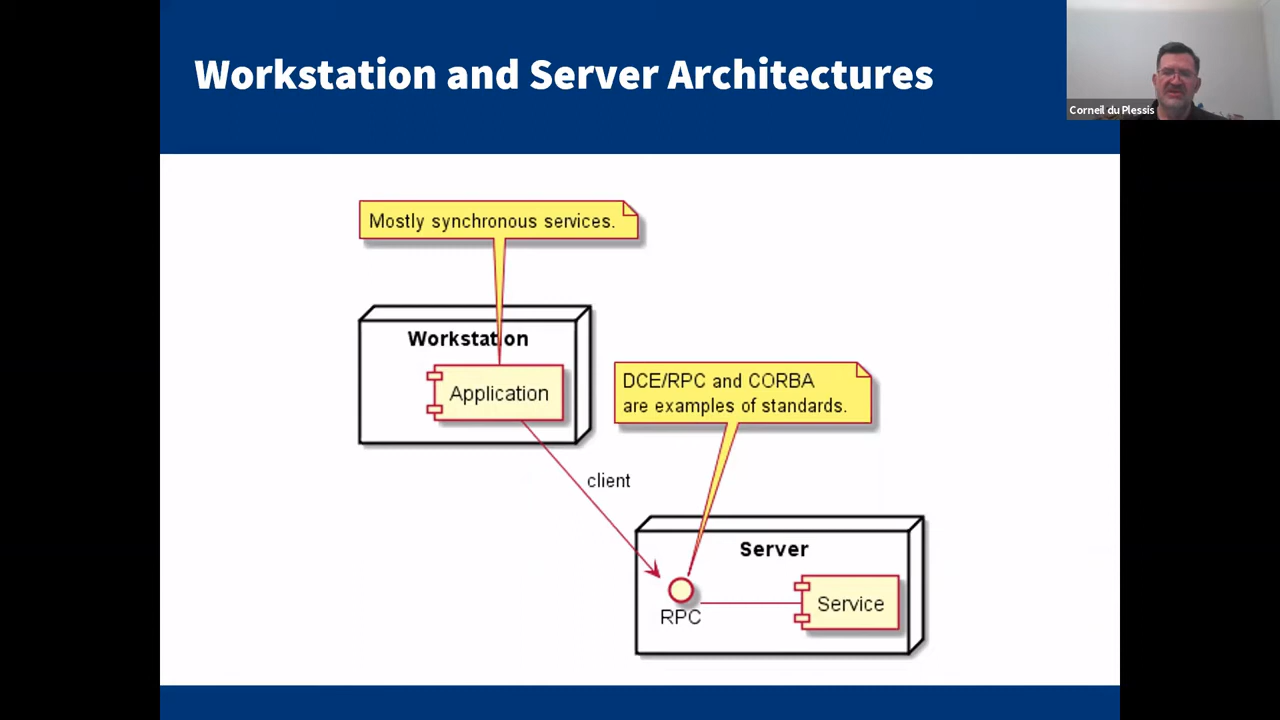 Workstation and Server Architectures
Corneil du Plessis
Mostly synchronous services.
Workstation
Application
DCE/RPC and CORBA
are examples of standards.
client
Server
RPC
Service